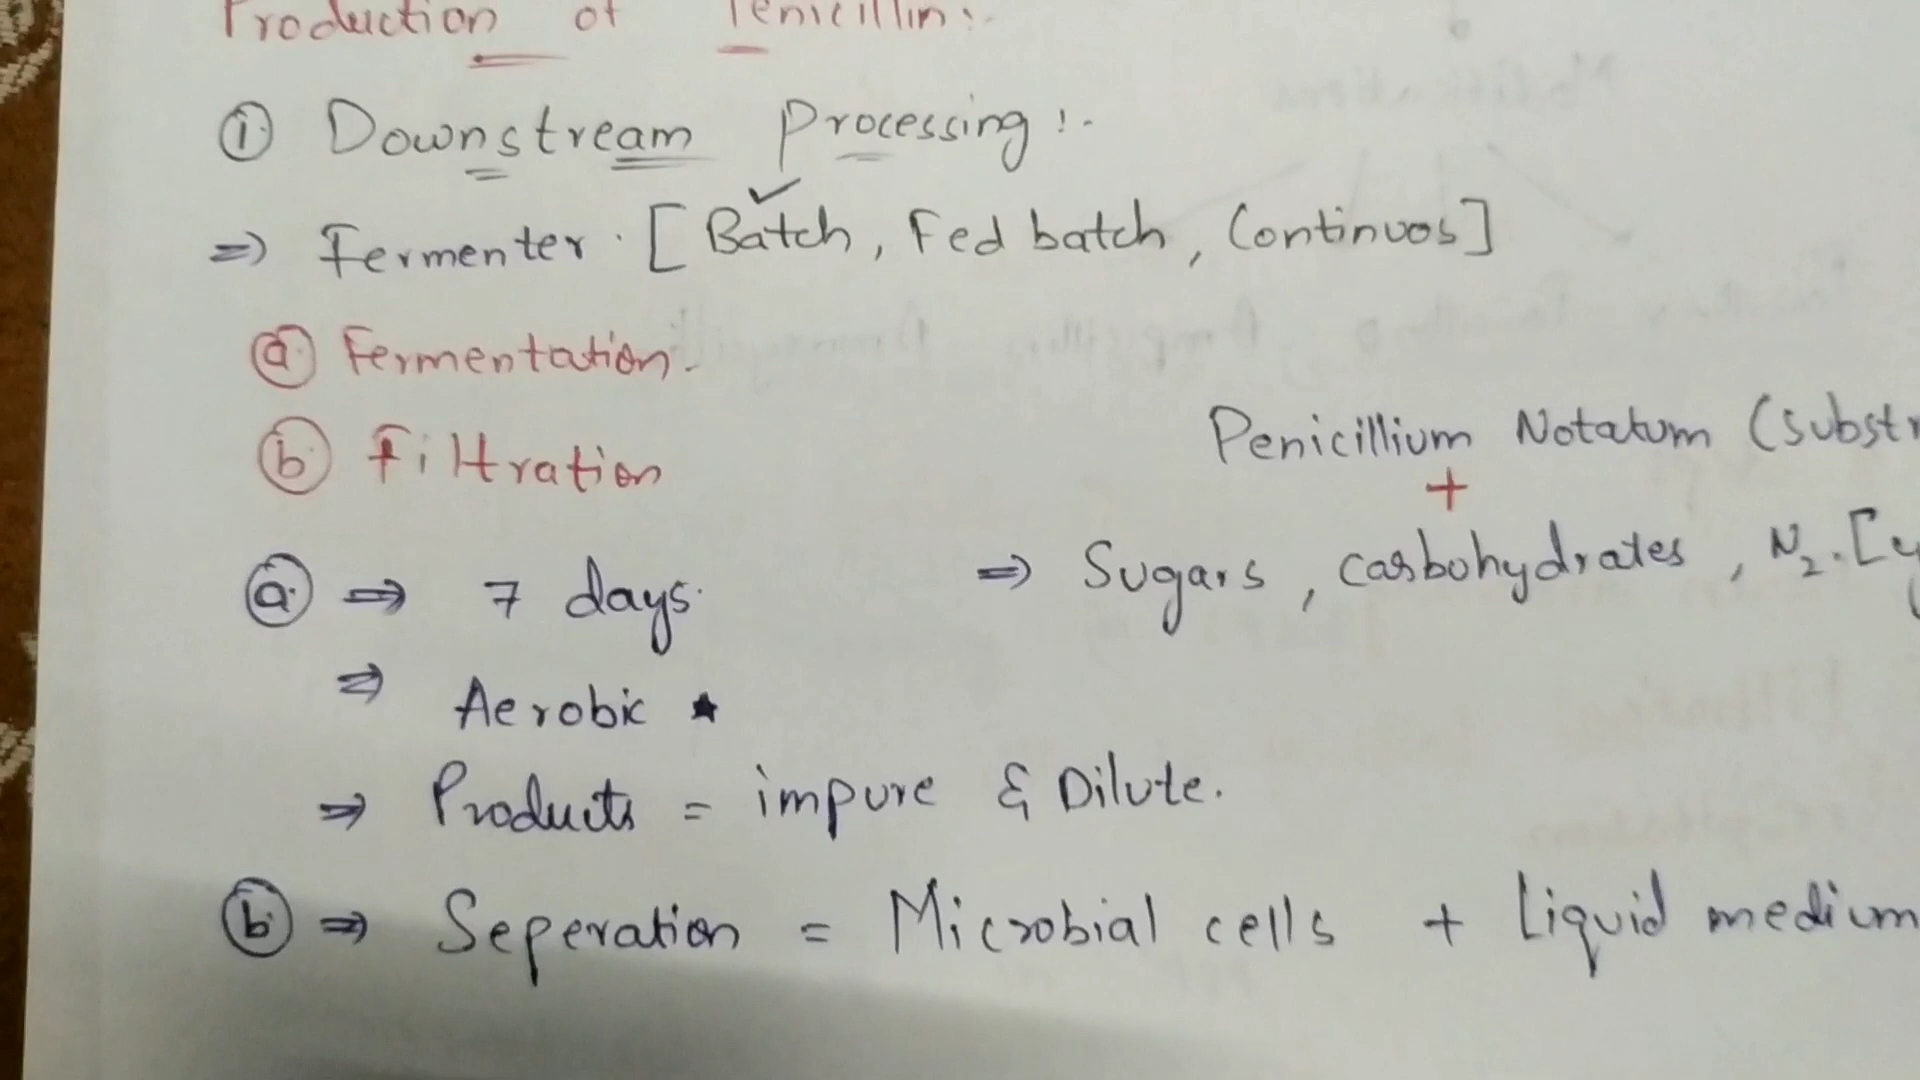 Production of Penicillin:-
① Downstream Processing :-
⇒ Fermenter. [Batch, Fed batch, Continuos]
ⓐ Fermentation.
ⓑ Filtration
Penicillium Notatum (substr
+
ⓐ ⇒ 7 days.
⇒ Sugars, carbohydrates, N₂. [y
⇒ Aerobic ★
⇒ Products = impure & Dilute.
ⓑ ⇒ Seperation = Microbial cells + Liquid medium